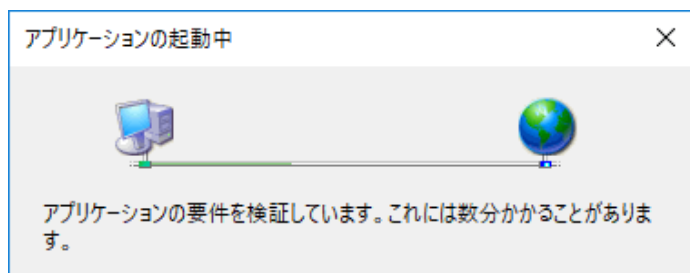 アプリケーションの起動中
アプリケーションの要件を検証しています。これには数分かかることがありま
す。